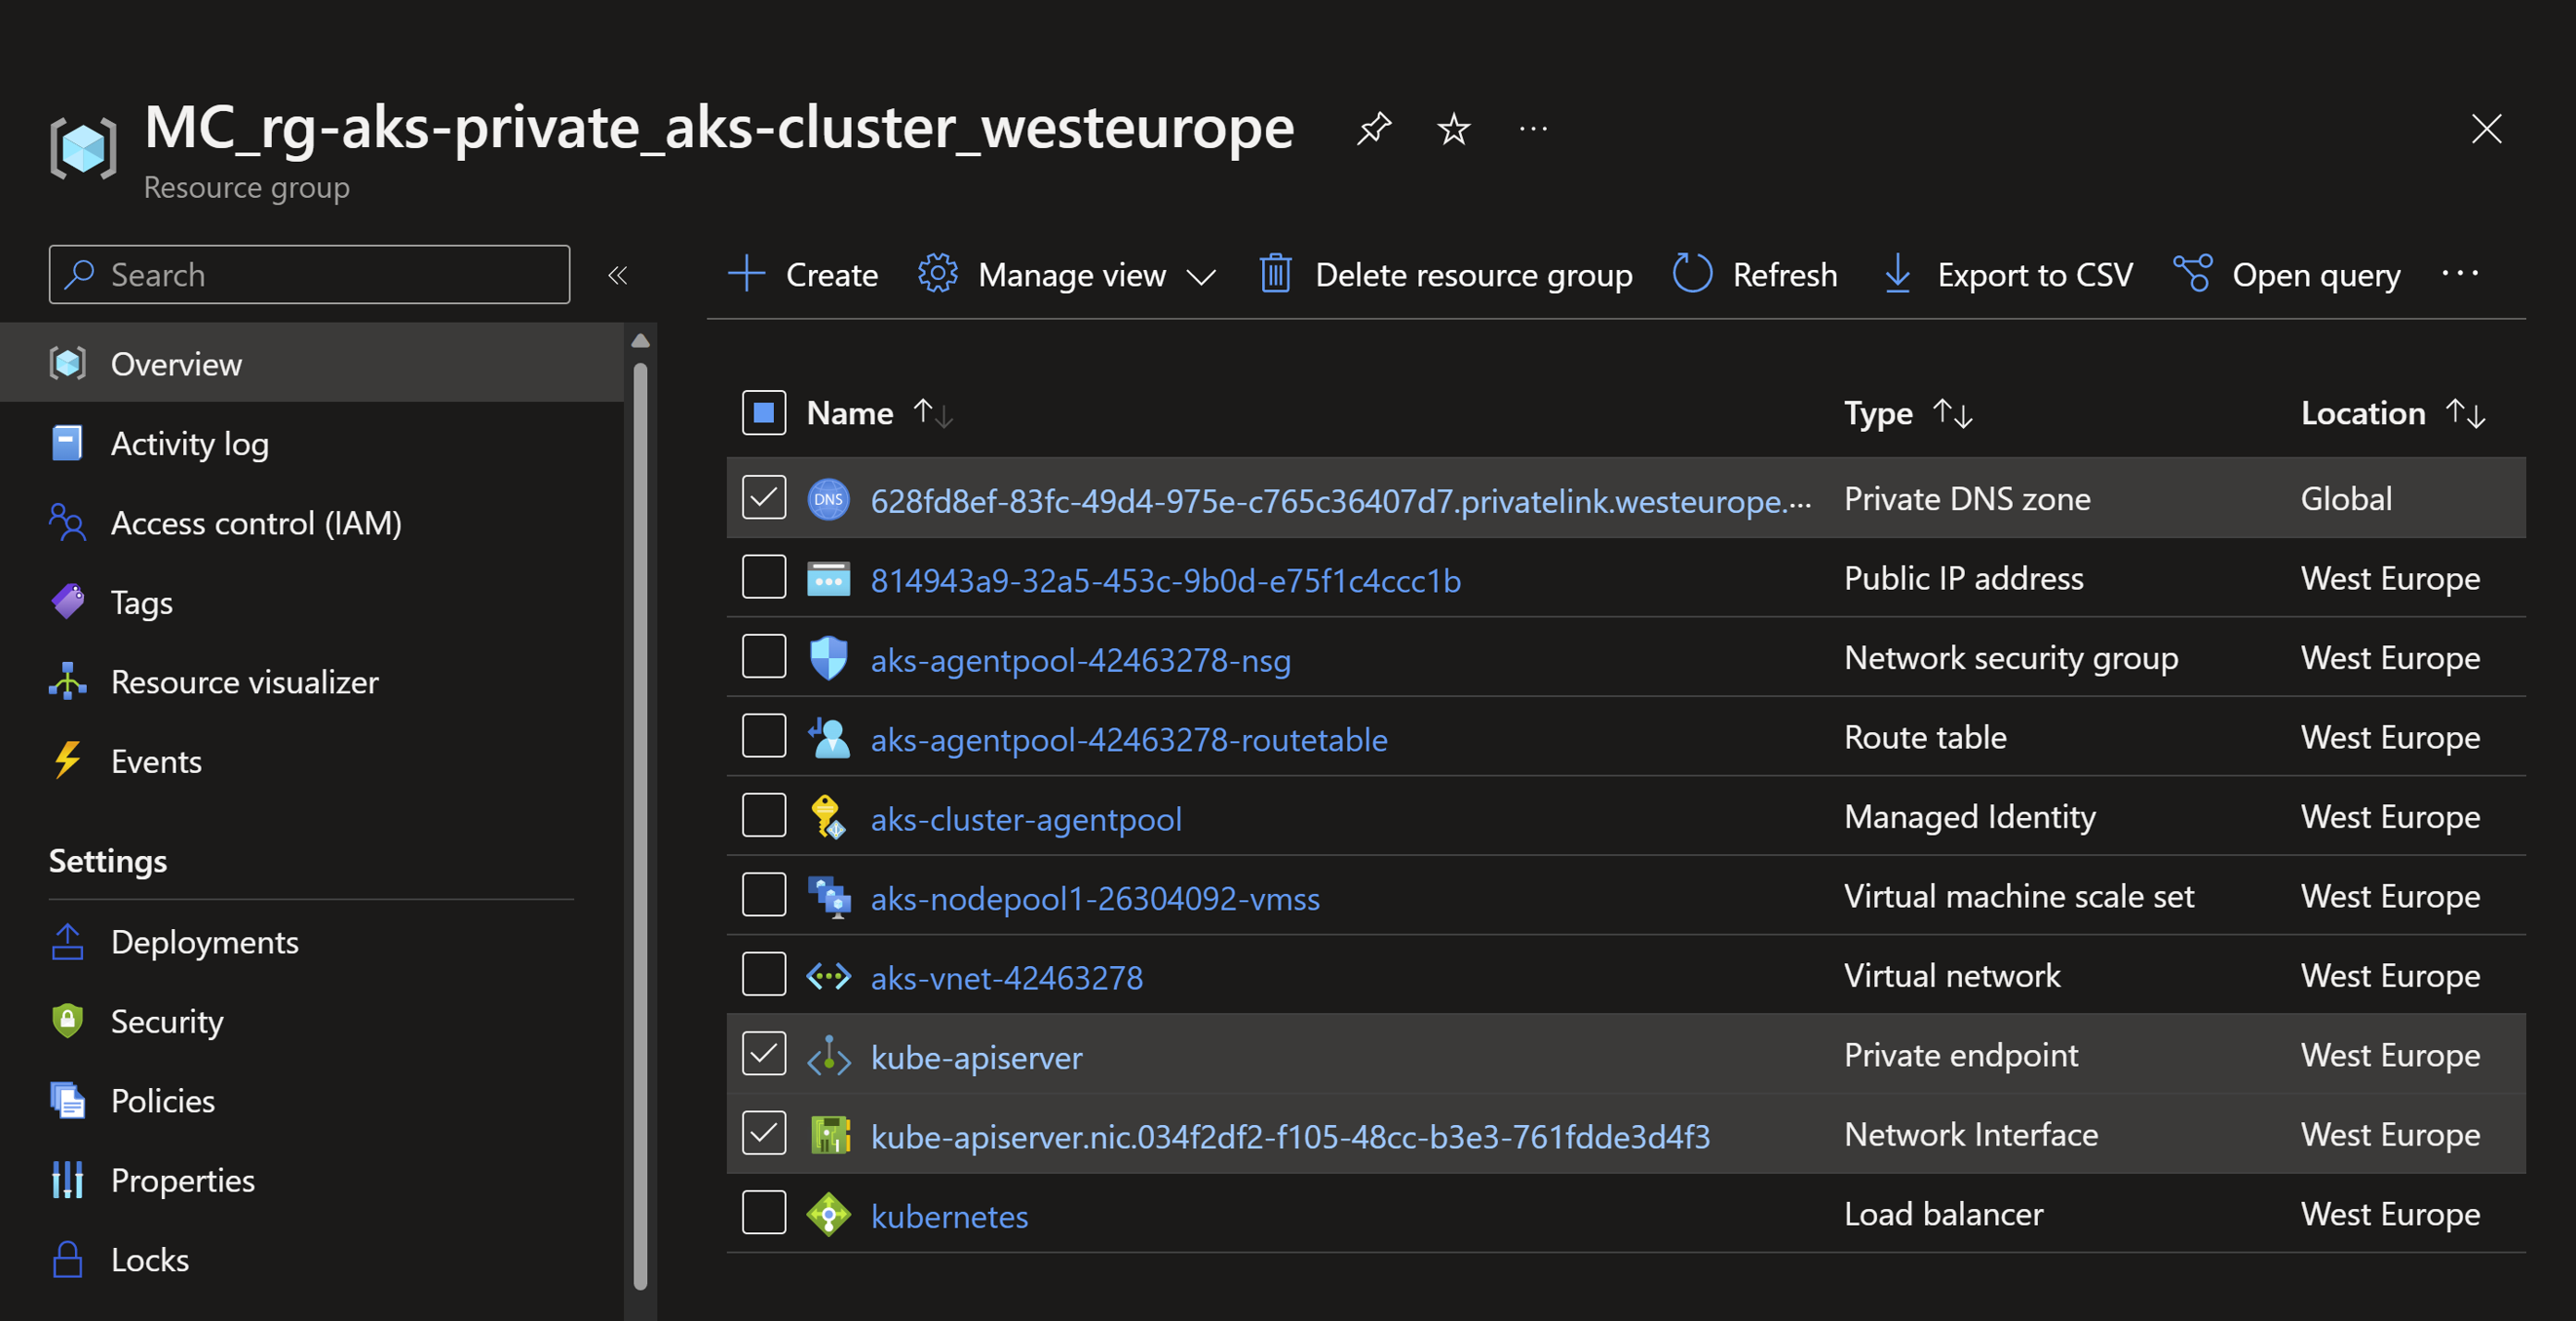 MC_rg-aks-private_aks-cluster_westeurope ...
Resource group
Search «
Create Manage view Delete resource group Refresh Export to CSV Open query ...
Overview
Activity log
Access control (IAM)
Tags
Resource visualizer
Events
Settings
Deployments
Security
Policies
Properties
Locks
Name ↑↓ Type ↑↓ Location ↑↓
DNS 628fd8ef-83fc-49d4-975e-c765c36407d7.privatelink.westeurope.... Private DNS zone Global
814943a9-32a5-453c-9b0d-e75f1c4ccc1b Public IP address West Europe
aks-agentpool-42463278-nsg Network security group West Europe
aks-agentpool-42463278-routetable Route table West Europe
aks-cluster-agentpool Managed Identity West Europe
aks-nodepool1-26304092-vmss Virtual machine scale set West Europe
aks-vnet-42463278 Virtual network West Europe
kube-apiserver Private endpoint West Europe
kube-apiserver.nic.034f2df2-f105-48cc-b3e3-761fdde3d4f3 Network Interface West Europe
kubernetes Load balancer West Europe